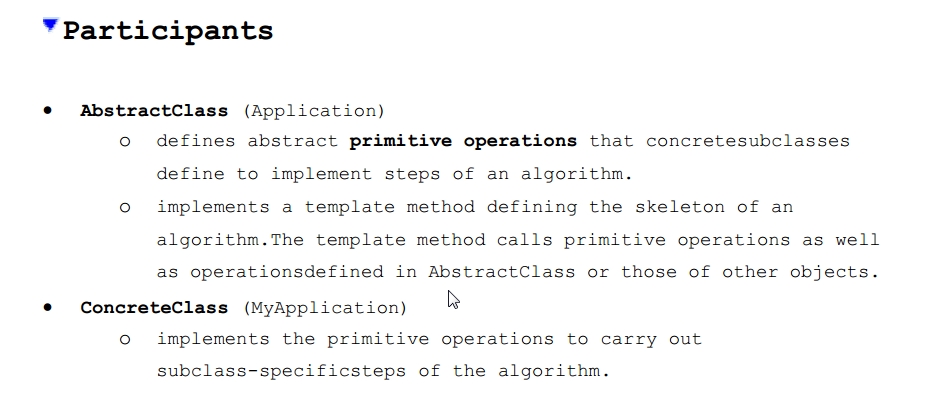 Participants
● AbstractClass (Application)
○ defines abstract primitive operations that concretesubclasses
define to implement steps of an algorithm.
○ implements a template method defining the skeleton of an
algorithm.The template method calls primitive operations as well
as operationsdefined in AbstractClass or those of other objects.
● ConcreteClass (MyApplication)
○ implements the primitive operations to carry out
subclass-specificsteps of the algorithm.